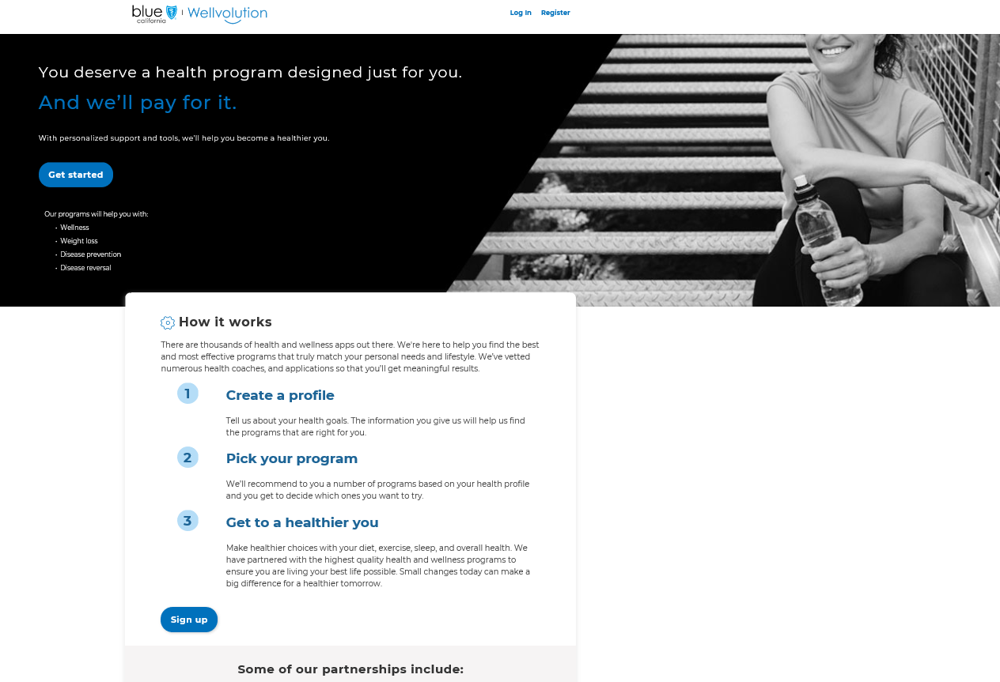 blue
california
Wellvolution
Log In Register
You deserve a health program designed just for you.
And we'll pay for it.
With personalized support and tools, we'll help you become a healthier you.
Get started
Our programs will help you with:
• Wellness
• Weight loss
• Disease prevention
• Disease reversal
How it works
There are thousands of health and wellness apps out there. We're here to help you find the best
and most effective programs that truly match your personal needs and lifestyle. We've vetted
numerous health coaches, and applications so that you'll get meaningful results.
1 Create a profile
Tell us about your health goals. The information you give us will help us find
the programs that are right for you.
2 Pick your program
We'll recommend to you a number of programs based on your health profile
and you get to decide which ones you want to try.
3 Get to a healthier you
Make healthier choices with your diet, exercise, sleep, and overall health. We
have partnered with the highest quality health and wellness programs to
ensure you are living your best life possible. Small changes today can make a
big difference for a healthier tomorrow.
Sign up
Some of our partnerships include: